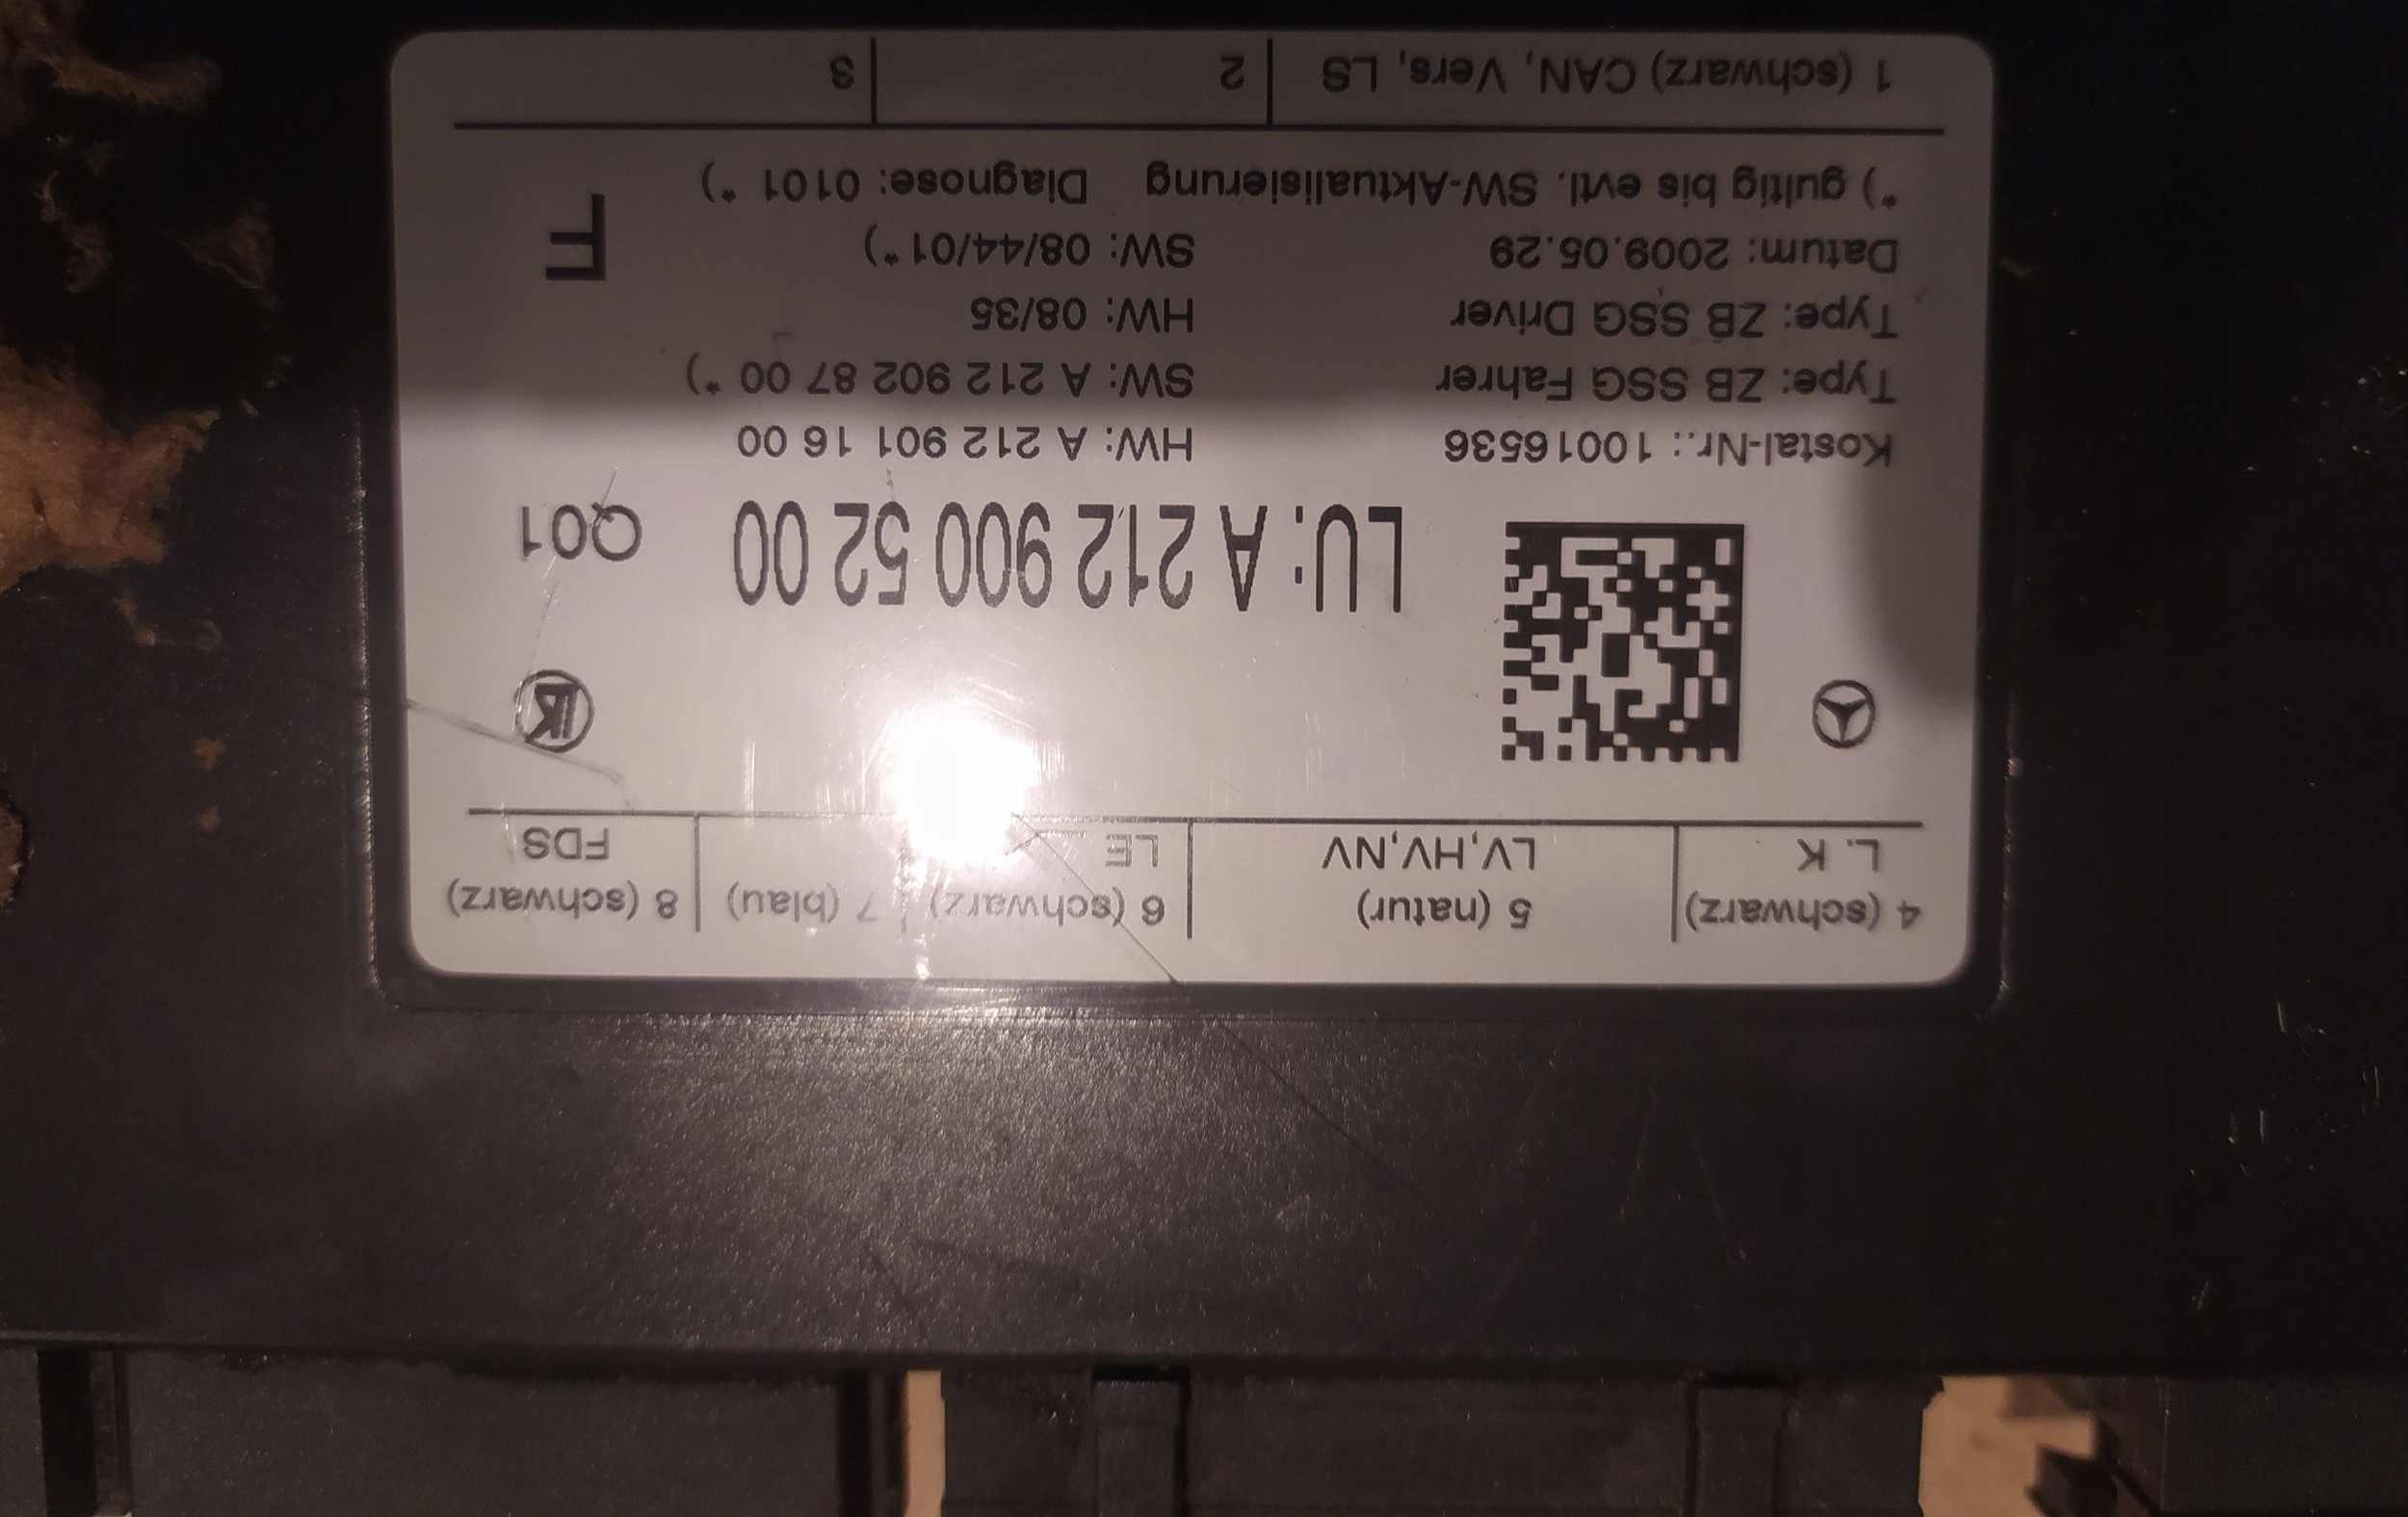 4 (schwarz) 5 (natur) 6 (schwarz) 7 (blau) 8 (schwarz)
L. K LV,HV,NV LE FDS
LU: A 212 900 52 00 Q01
Kostal-Nr.: 10016536 HW: A 212 901 16 00
Type: ZB SSG Fahrer SW: A 212 902 87 00 *)
Type: ZB SSG Driver HW: 08/35
Datum: 2009.05.29 SW: 08/44/01 *) F
*) gultig bis evtl. SW-Aktualisierung Diagnose: 0101 *)
1 (schwarz) CAN, Vers, LS 2 3